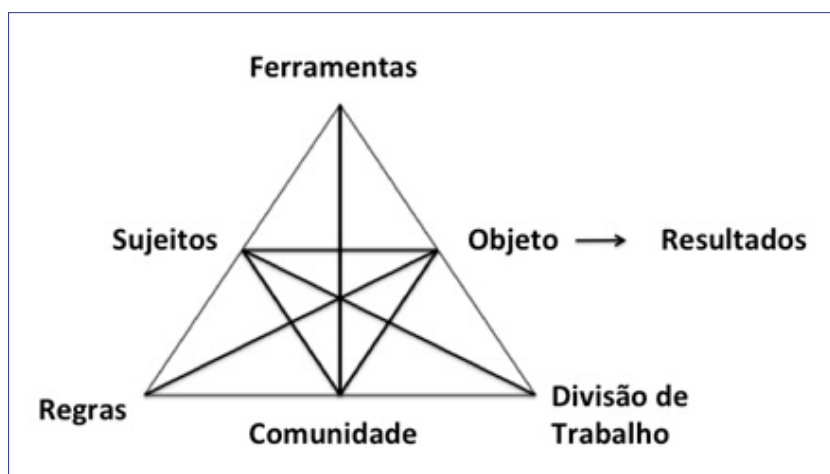 Ferramentas
Sujeitos
Objeto
Resultados
Regras
Comunidade
Divisão de
Trabalho